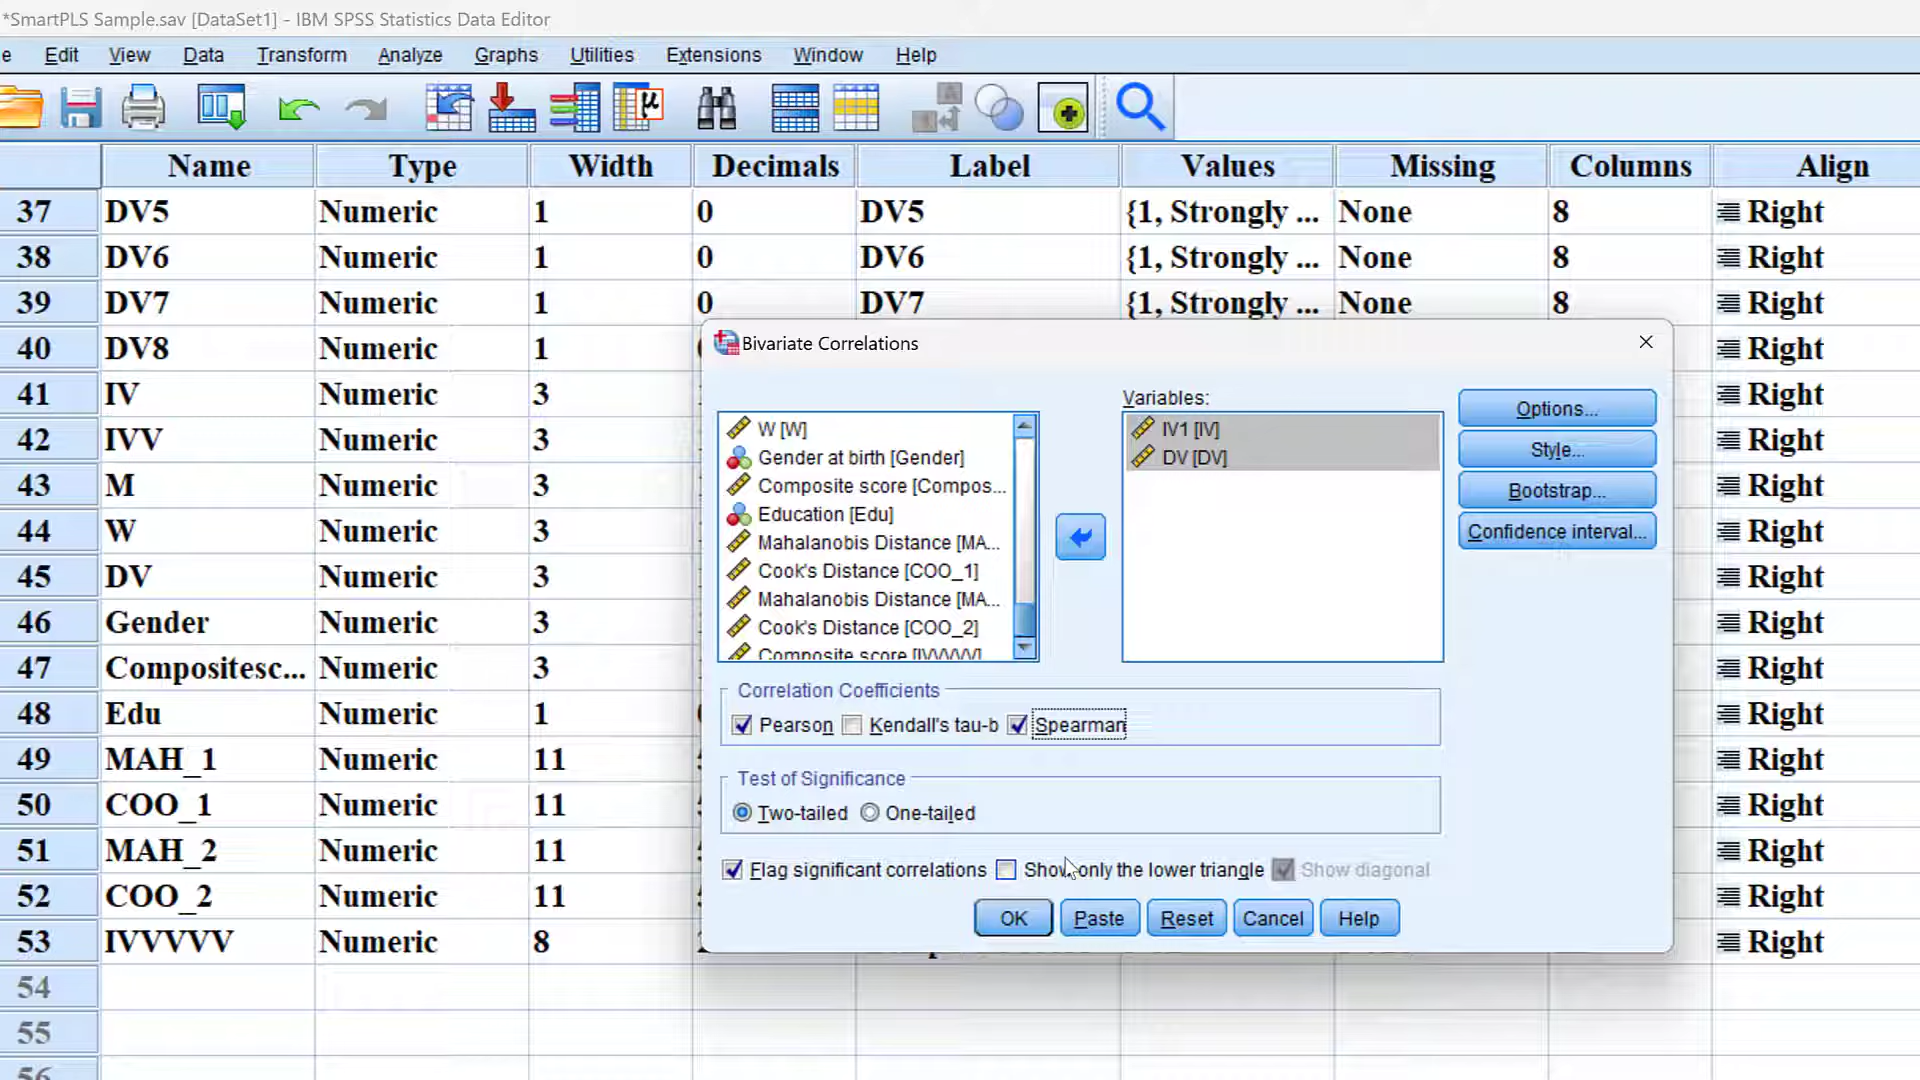 *SmartPLS Sample.sav [DataSet1] - IBM SPSS Statistics Data Editor
e Edit View Data Transform Analyze Graphs Utilities Extensions Window Help
Name Type Width Decimals Label Values Missing Columns Align
37 DV5 Numeric 1 0 DV5 {1, Strongly ... None 8 Right
38 DV6 Numeric 1 0 DV6 {1, Strongly ... None 8 Right
39 DV7 Numeric 1 0 DV7 {1, Strongly ... None 8 Right
40 DV8 Numeric 1 Right
41 IV Numeric 3 Right
42 IVV Numeric 3 Right
43 M Numeric 3 Right
44 W Numeric 3 Right
45 DV Numeric 3 Right
46 Gender Numeric 3 Right
47 Compositesc... Numeric 3 Right
48 Edu Numeric 1 Right
49 MAH_1 Numeric 11 Right
50 COO_1 Numeric 11 Right
51 MAH_2 Numeric 11 Right
52 COO_2 Numeric 11 Right
53 IVVVVV Numeric 8 Right
54
55
56
Bivariate Correlations
W [W]
Gender at birth [Gender]
Composite score [Compos...
Education [Edu]
Mahalanobis Distance [MA...
Cook's Distance [COO_1]
Mahalanobis Distance [MA...
Cook's Distance [COO_2]
Composite score [IVVVVV]
Variables:
IV1 [IV]
DV [DV]
Options...
Style...
Bootstrap...
Confidence interval...
Correlation Coefficients
Pearson Kendall's tau-b Spearman
Test of Significance
Two-tailed One-tailed
Flag significant correlations Show only the lower triangle Show diagonal
OK Paste Reset Cancel Help